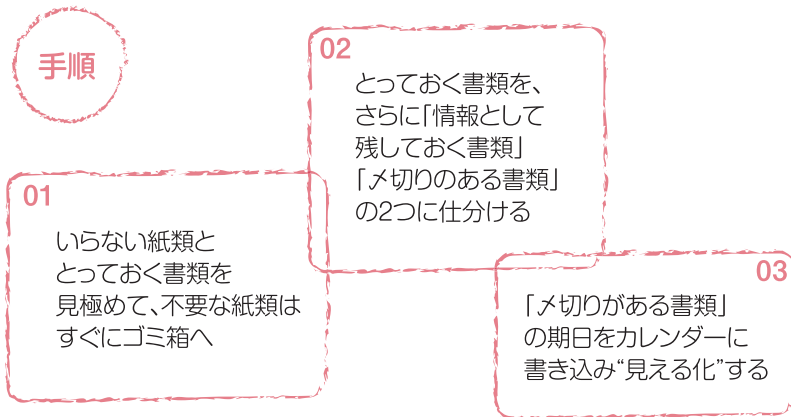 手順
01
いらない紙類と
とっておく書類を
見極めて、不要な紙類は
すぐにゴミ箱へ
02
とっておく書類を、
さらに「情報として
残しておく書類」
「〆切りのある書類」
の2つに仕分ける
03
「〆切りがある書類」
の期日をカレンダーに
書き込み“見える化”する